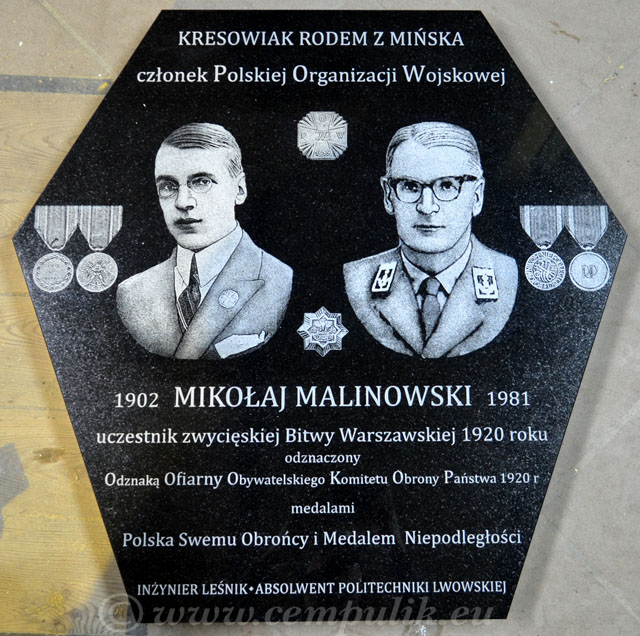 KRESOWIAK RODEM Z MIŃSKA
członek Polskiej Organizacji Wojskowej
1902 MIKOŁAJ MALINOWSKI 1981
uczestnik zwycięskiej Bitwy Warszawskiej 1920 roku
odznaczony
Odznaką Ofiarny Obywatelskiego Komitetu Obrony Państwa 1920 r
medalami
Polska Swemu Obrońcy i Medalem Niepodległości
INŻYNIER LEŚNIK•ABSOLWENT POLITECHNIKI LWOWSKIEJ
© www.cempulik.eu